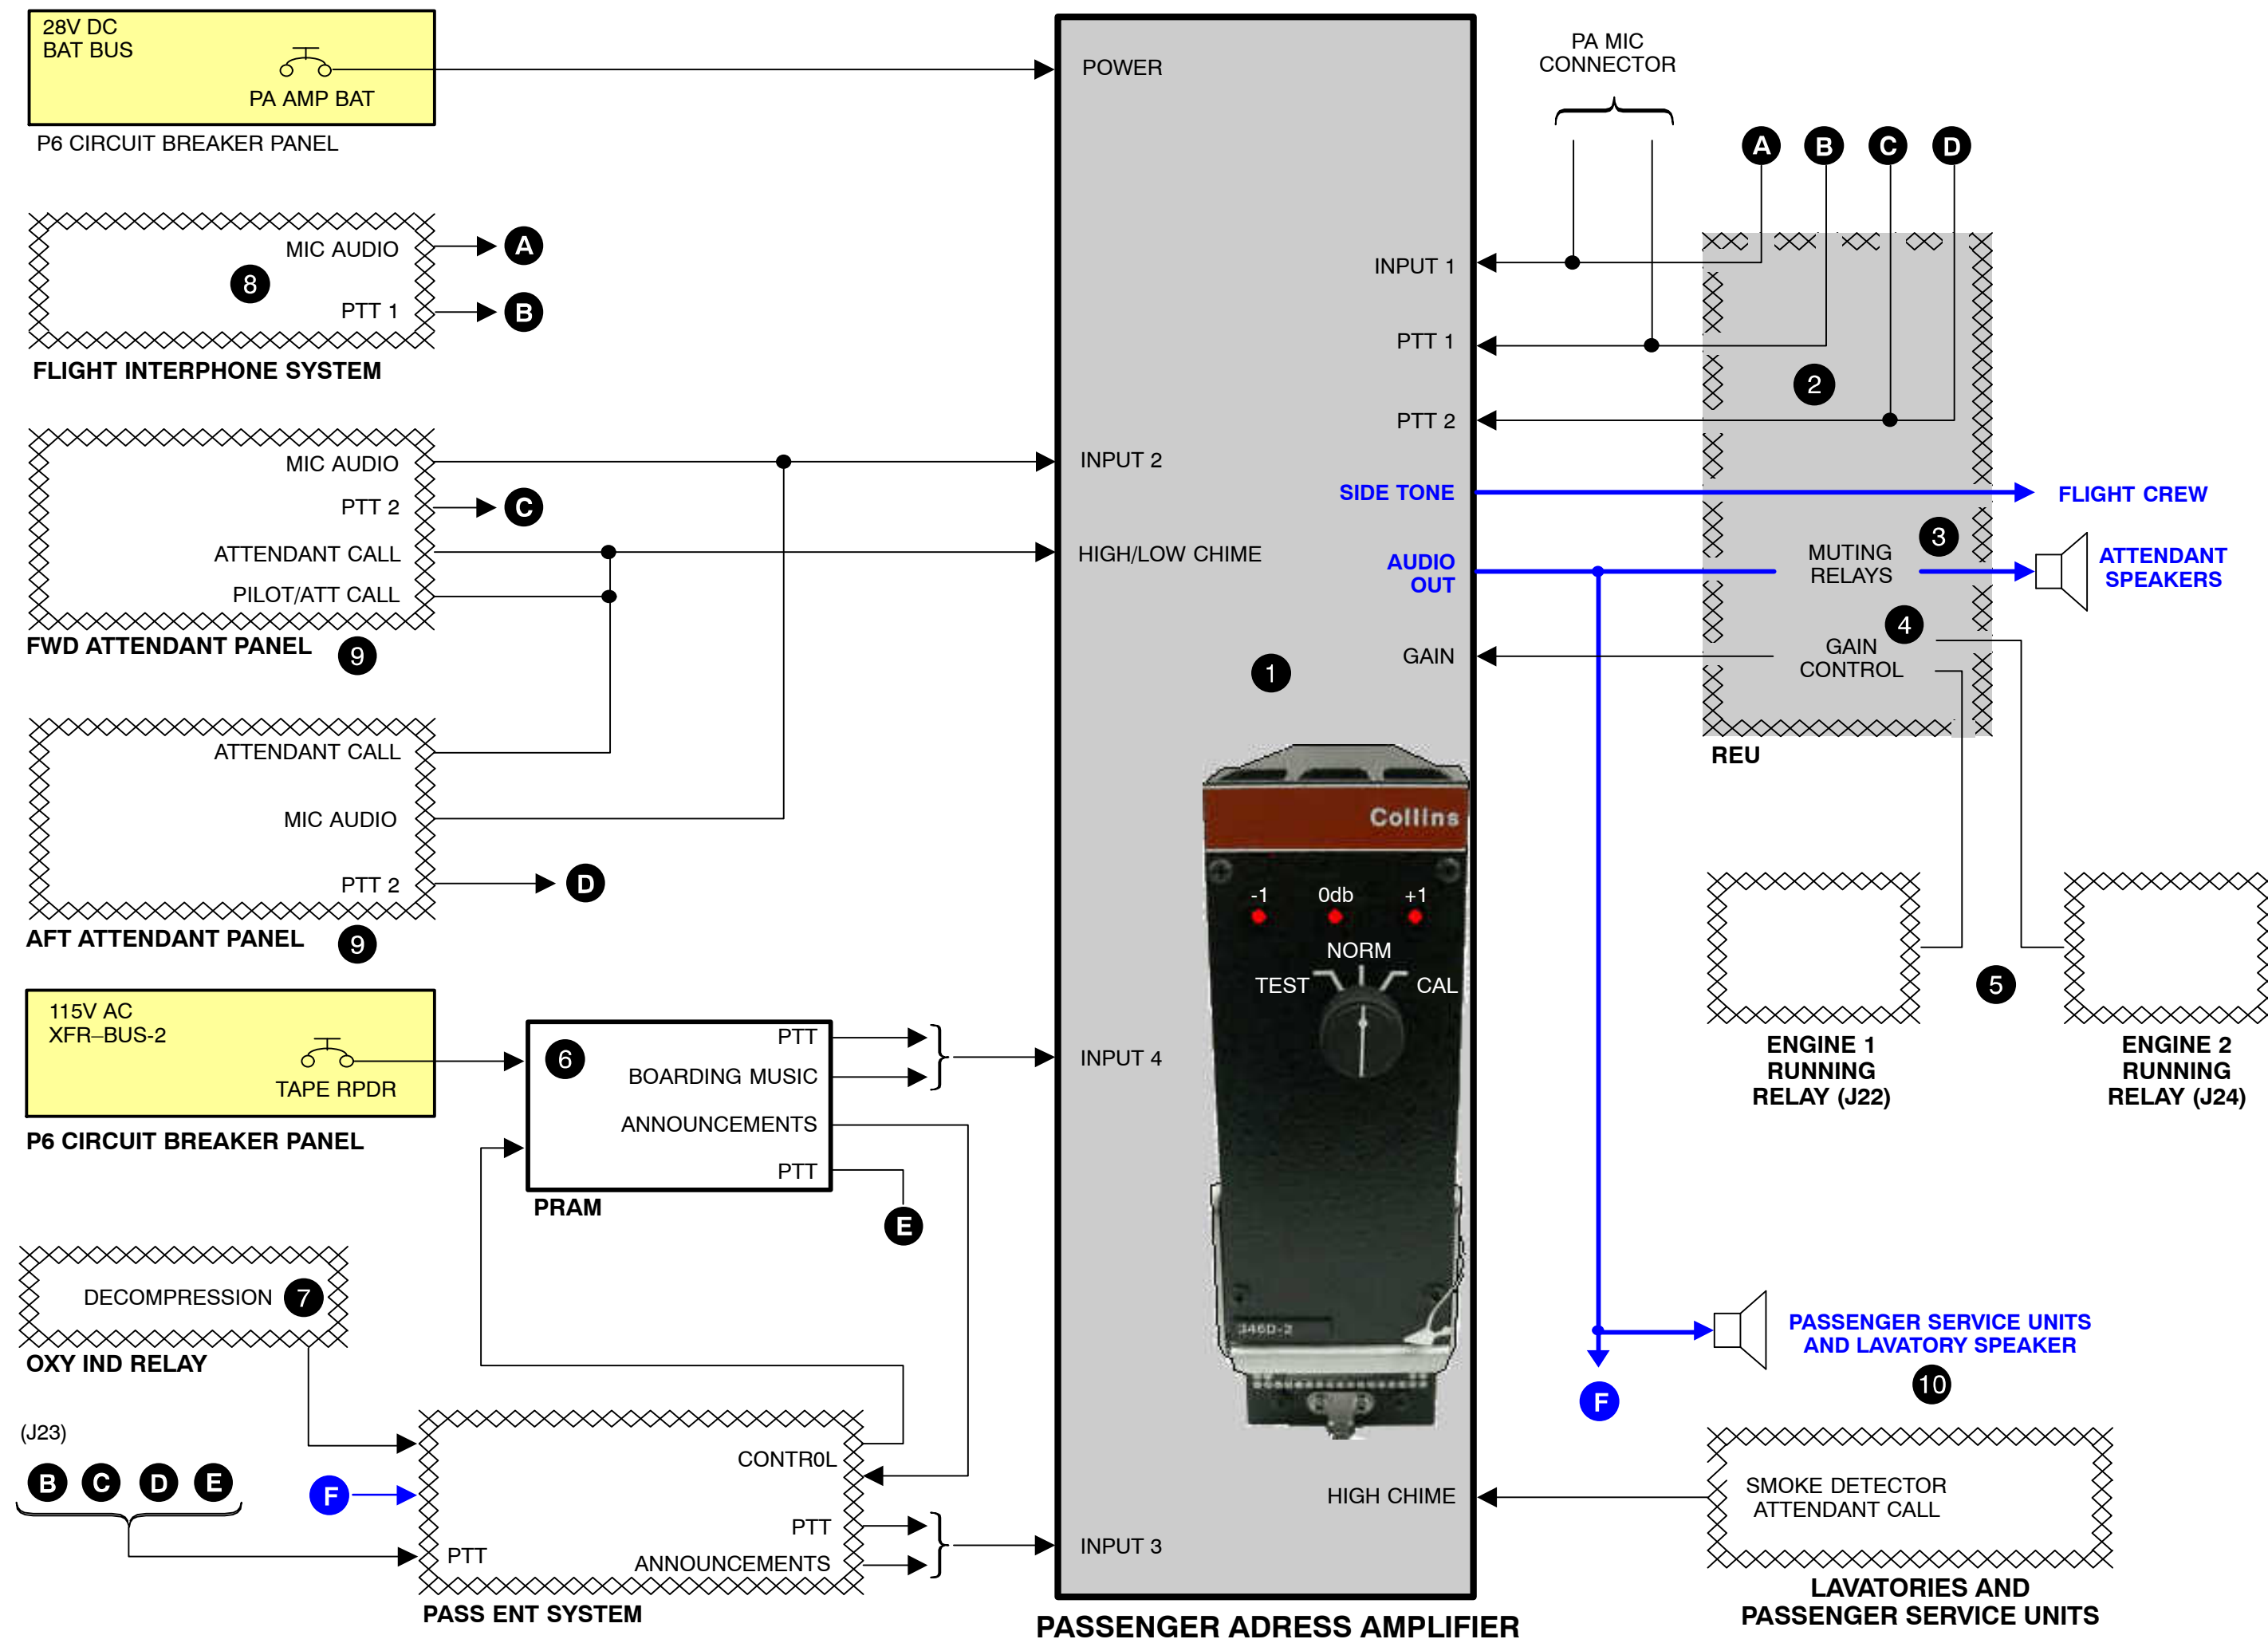 28V DC
BAT BUS
PA AMP BAT
P6 CIRCUIT BREAKER PANEL
MIC AUDIO
8
PTT 1
A
B
FLIGHT INTERPHONE SYSTEM
MIC AUDIO
PTT 2
C
ATTENDANT CALL
PILOT/ATT CALL
FWD ATTENDANT PANEL
9
ATTENDANT CALL
MIC AUDIO
PTT 2
D
AFT ATTENDANT PANEL
9
115V AC
XFR–BUS-2
TAPE RPDR
P6 CIRCUIT BREAKER PANEL
6
PTT
BOARDING MUSIC
ANNOUNCEMENTS
PTT
PRAM
E
DECOMPRESSION
7
OXY IND RELAY
(J23)
B C D E
F
CONTR0L
PTT
PTT
ANNOUNCEMENTS
PASS ENT SYSTEM
POWER
INPUT 1
PTT 1
PTT 2
INPUT 2
SIDE TONE
HIGH/LOW CHIME
AUDIO
OUT
GAIN
1
Collins
-1 0db +1
NORM
TEST CAL
346D-2
INPUT 4
HIGH CHIME
INPUT 3
PASSENGER ADRESS AMPLIFIER
PA MIC
CONNECTOR
A B C D
2
3
MUTING
RELAYS
4
GAIN
CONTROL
REU
FLIGHT CREW
ATTENDANT
SPEAKERS
5
ENGINE 1
RUNNING
RELAY (J22)
ENGINE 2
RUNNING
RELAY (J24)
PASSENGER SERVICE UNITS
AND LAVATORY SPEAKER
10
F
SMOKE DETECTOR
ATTENDANT CALL
LAVATORIES AND
PASSENGER SERVICE UNITS